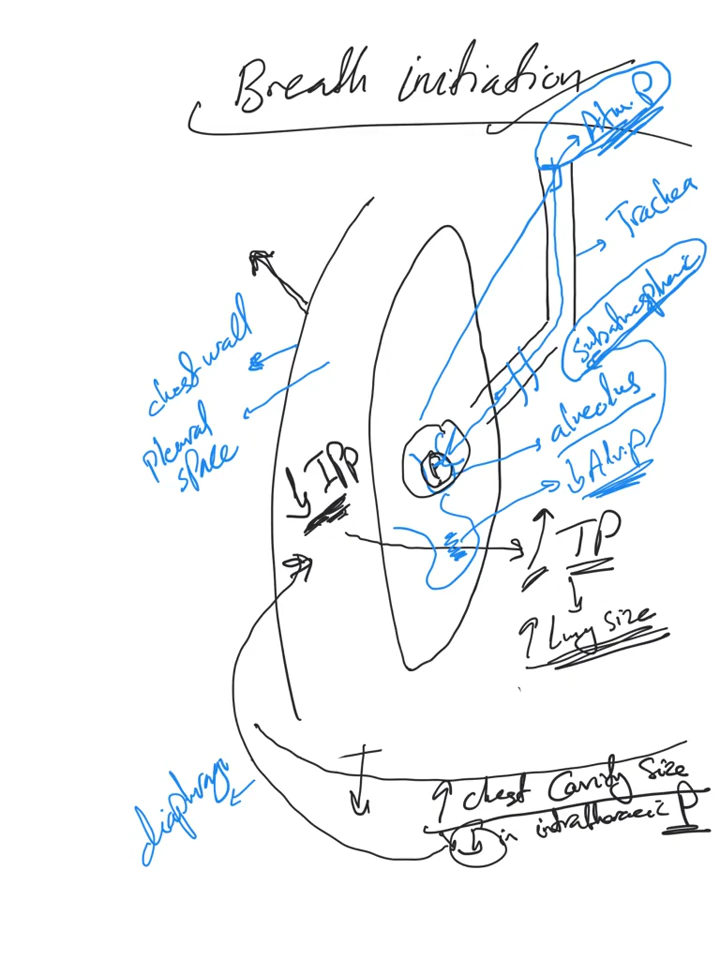 Breath initiation
Atm.P
Trachea
Subatmospheric
chest wall
pleural
space
↓ IPP
P
alveolus
↓ Alv.P
↑ TP
↓
↑ Lung size
diaphragm
↑ chest Cavity Size
↓ in intrathoracic P